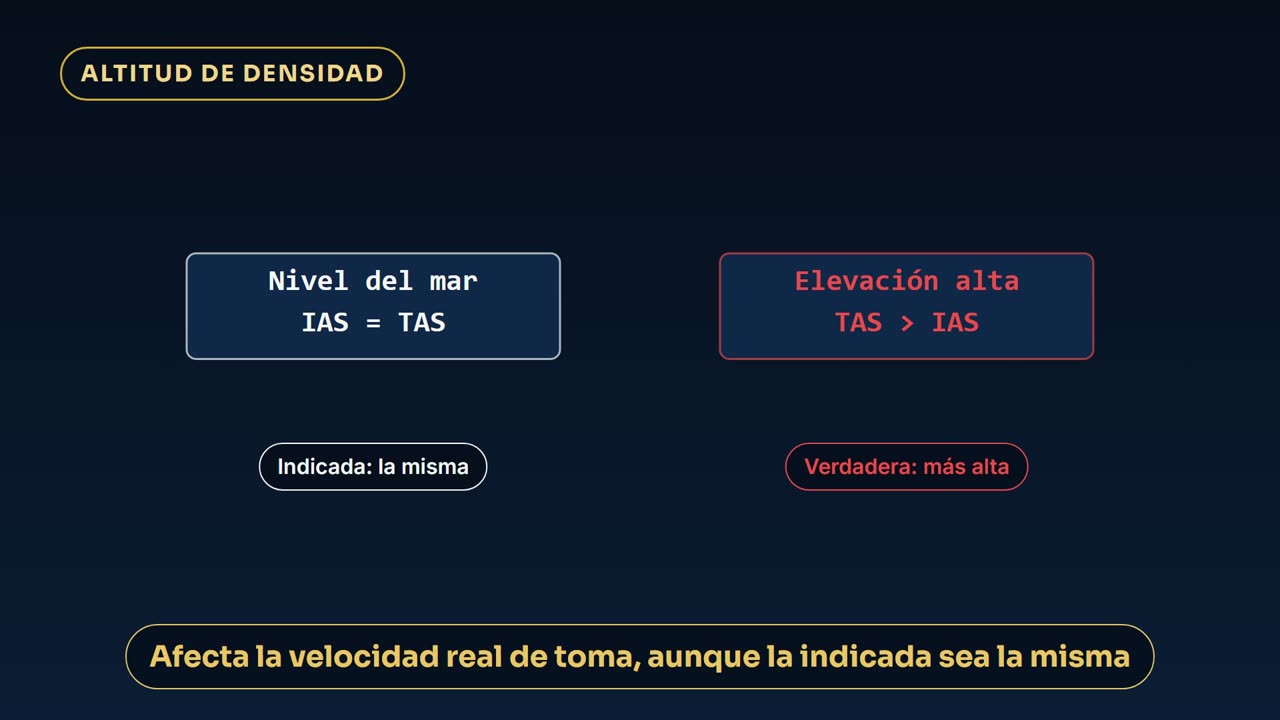 ALTITUD DE DENSIDAD
Nivel del mar
IAS = TAS
Elevación alta
TAS > IAS
Indicada: la misma
Verdadera: más alta
Afecta la velocidad real de toma, aunque la indicada sea la misma